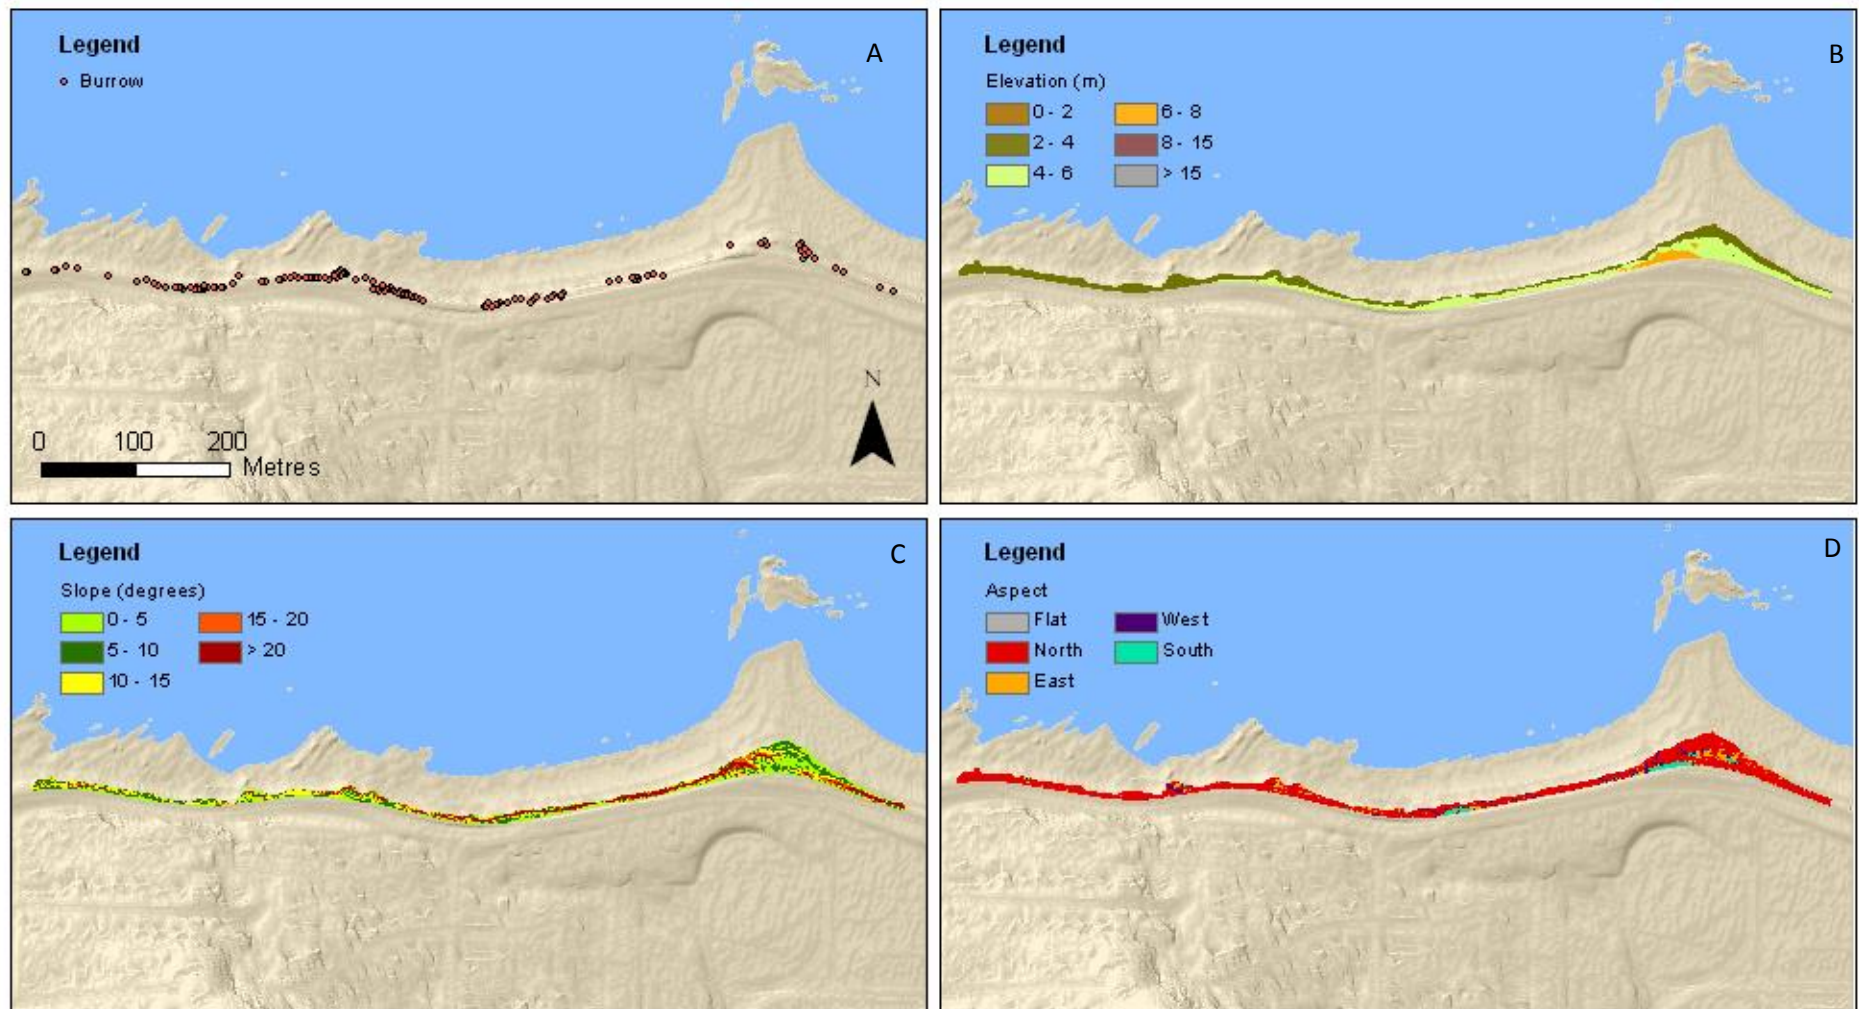 Legend
A
Burrow
N
0 100 200
Metres
Legend
B
Elevation (m)
0 - 2 6 - 8
2 - 4 8 - 15
4 - 6 > 15
Legend
C
Slope (degrees)
0 - 5 15 - 20
5 - 10 > 20
10 - 15
Legend
D
Aspect
Flat West
North South
East